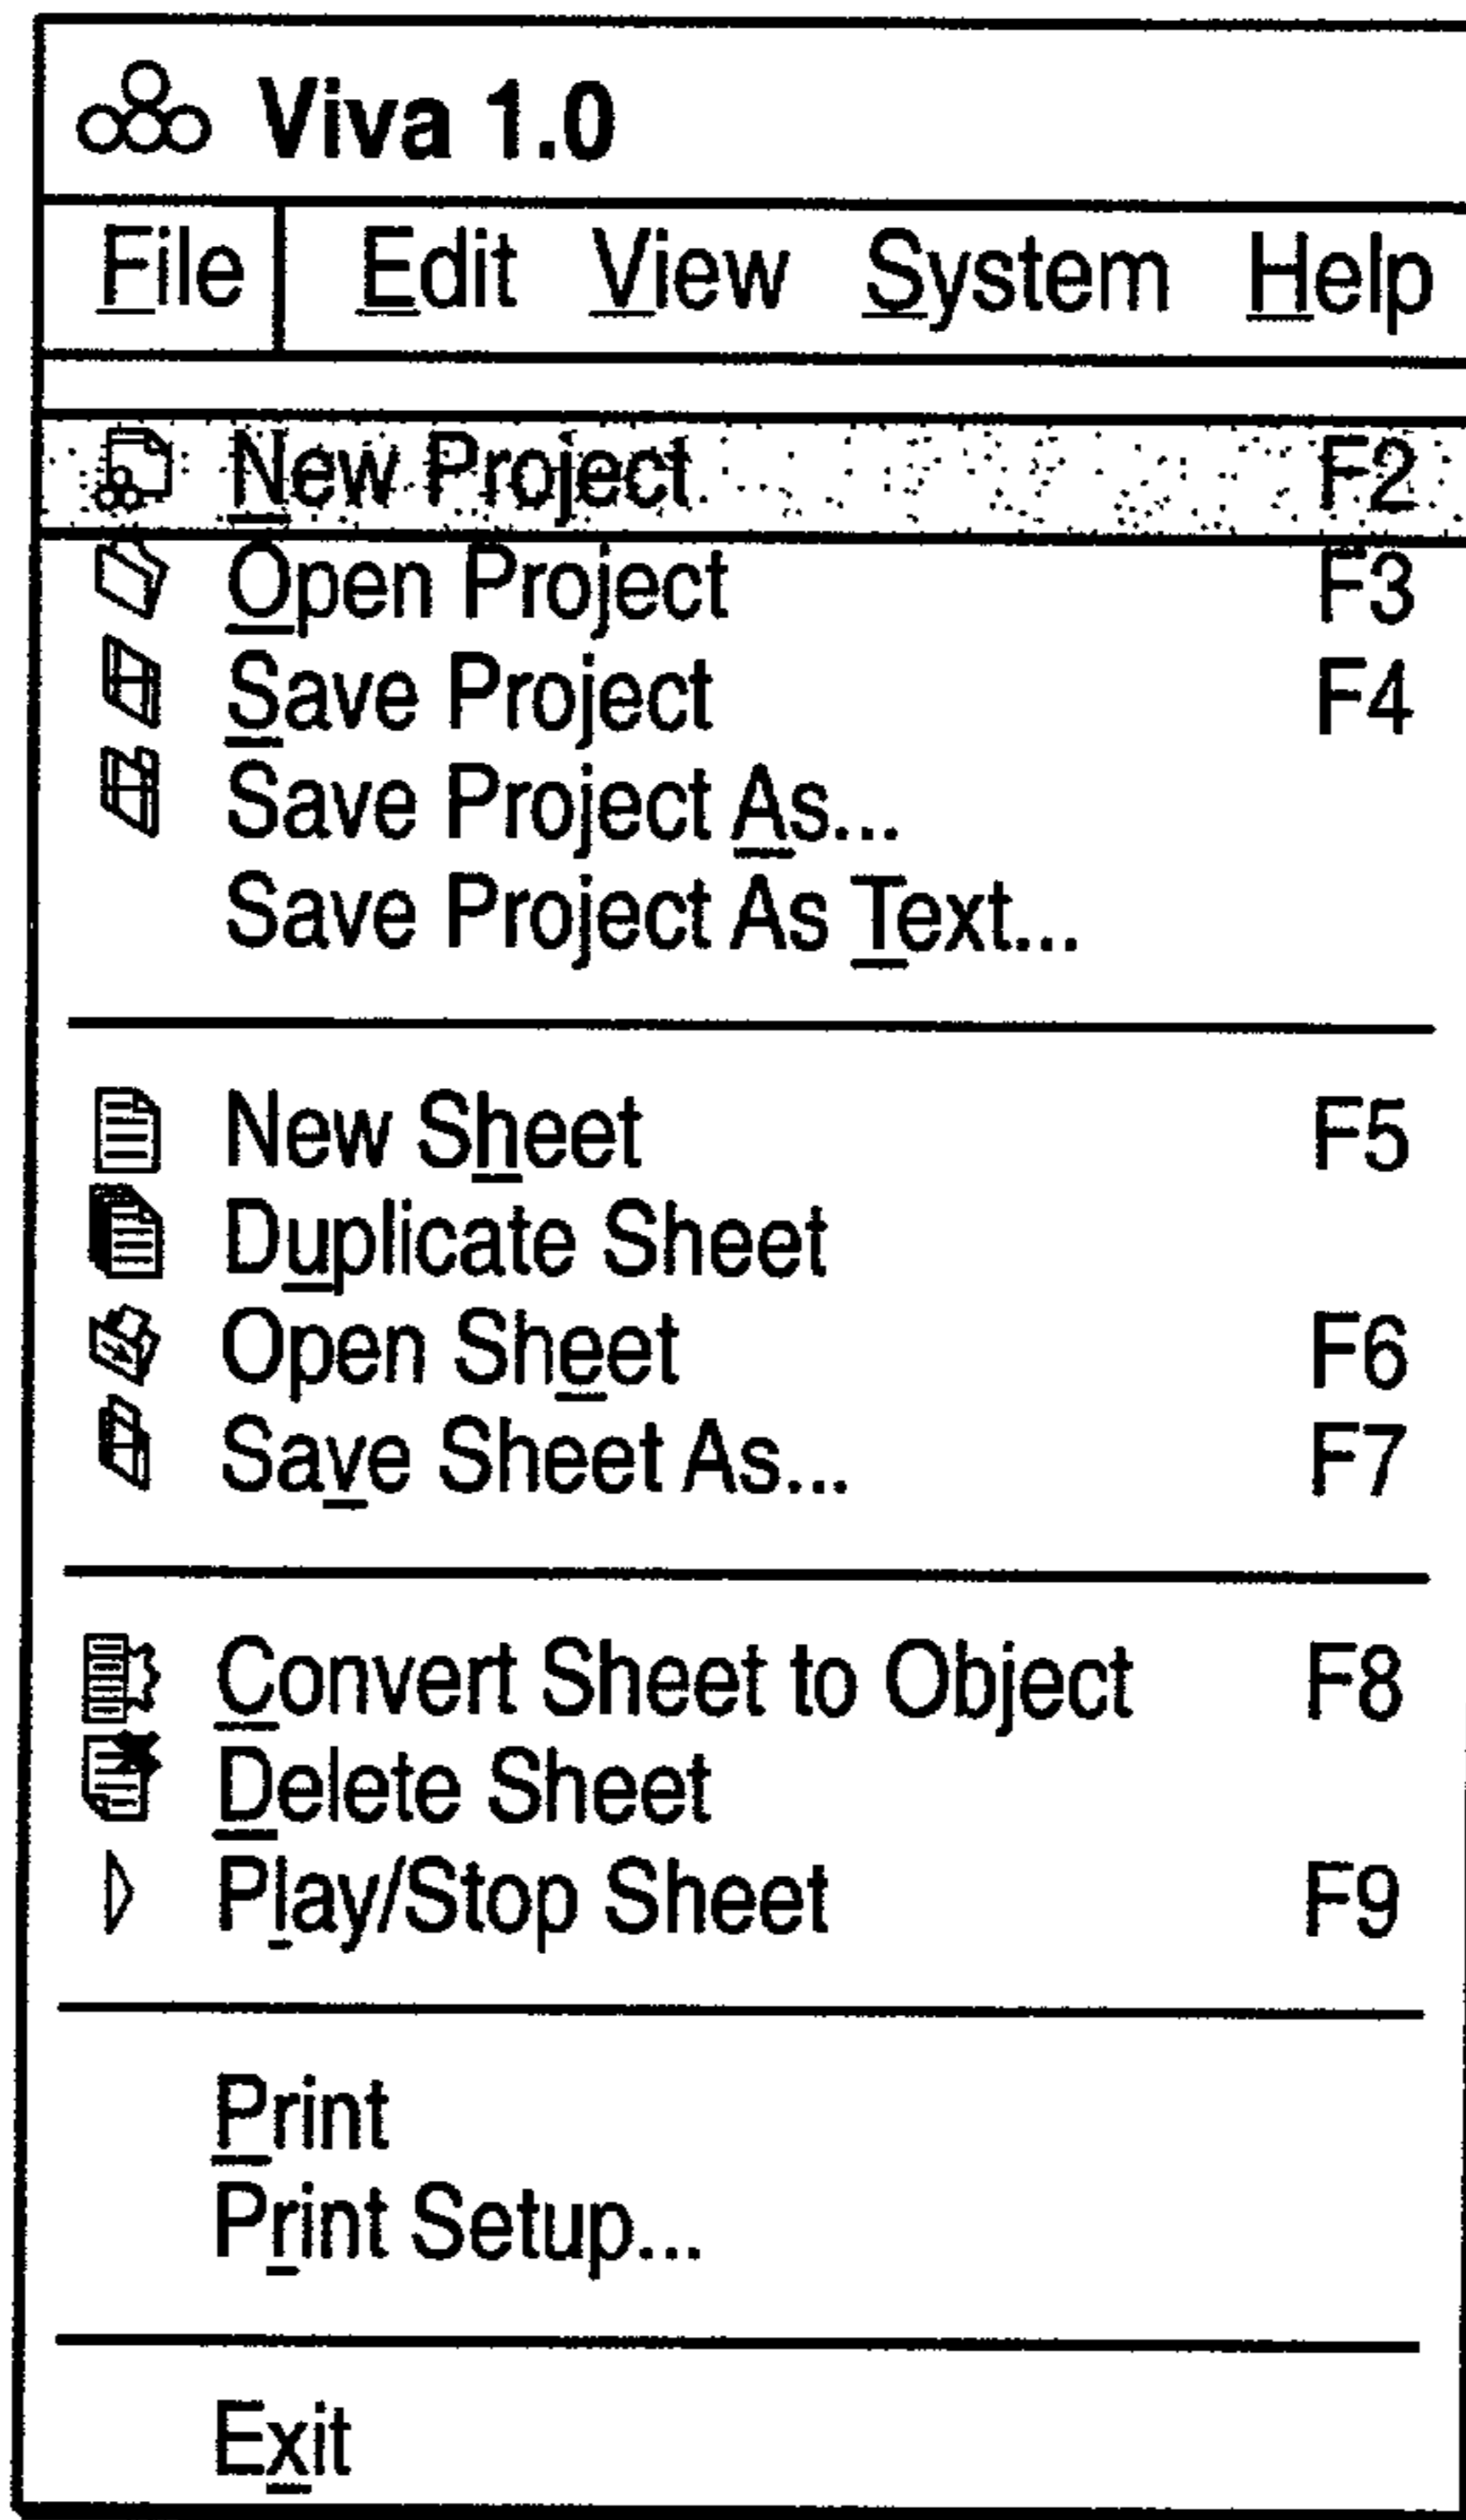 Viva 1.0
File Edit View System Help
New Project F2
Open Project F3
Save Project F4
Save Project As...
Save Project As Text...
New Sheet F5
Duplicate Sheet
Open Sheet F6
Save Sheet As... F7
Convert Sheet to Object F8
Delete Sheet
Play/Stop Sheet F9
Print
Print Setup...
Exit